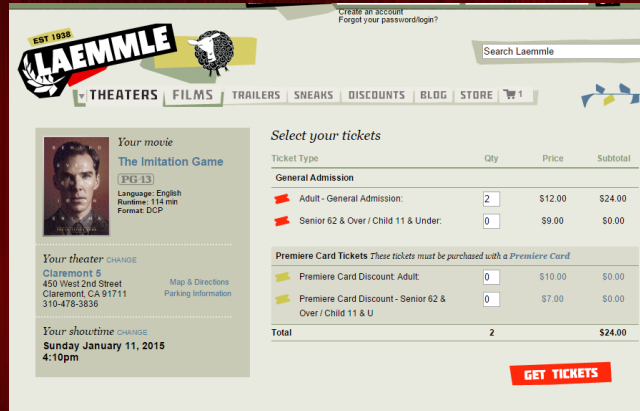 Create an account
Forgot your password/login?
EST 1938
LAEMMLE
Search Laemmle
THEATERS FILMS TRAILERS SNEAKS DISCOUNTS BLOG STORE 1
Your movie
The Imitation Game
PG-13
Language: English
Runtime: 114 min
Format: DCP
Your theater CHANGE
Claremont 5
450 West 2nd Street
Claremont, CA 91711
310-478-3836
Map & Directions
Parking Information
Your showtime CHANGE
Sunday January 11, 2015
4:10pm
Select your tickets
Ticket Type Qty Price Subtotal
General Admission
Adult - General Admission: 2 $12.00 $24.00
Senior 62 & Over / Child 11 & Under: 0 $9.00 $0.00
Premiere Card Tickets These tickets must be purchased with a Premiere Card
Premiere Card Discount: Adult: 0 $10.00 $0.00
Premiere Card Discount - Senior 62 & 0 $7.00 $0.00
Over / Child 11 & U
Total 2 $24.00
GET TICKETS